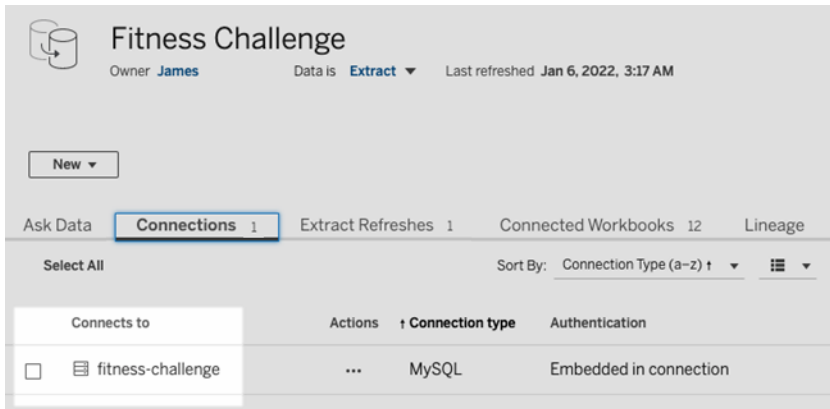 Fitness Challenge
Owner James Data is Extract Last refreshed Jan 6, 2022, 3:17 AM
New
Ask Data Connections 1 Extract Refreshes 1 Connected Workbooks 12 Lineage
Select All Sort By: Connection Type (a–z) ↑
Connects to Actions ↑ Connection type Authentication
fitness-challenge ... MySQL Embedded in connection